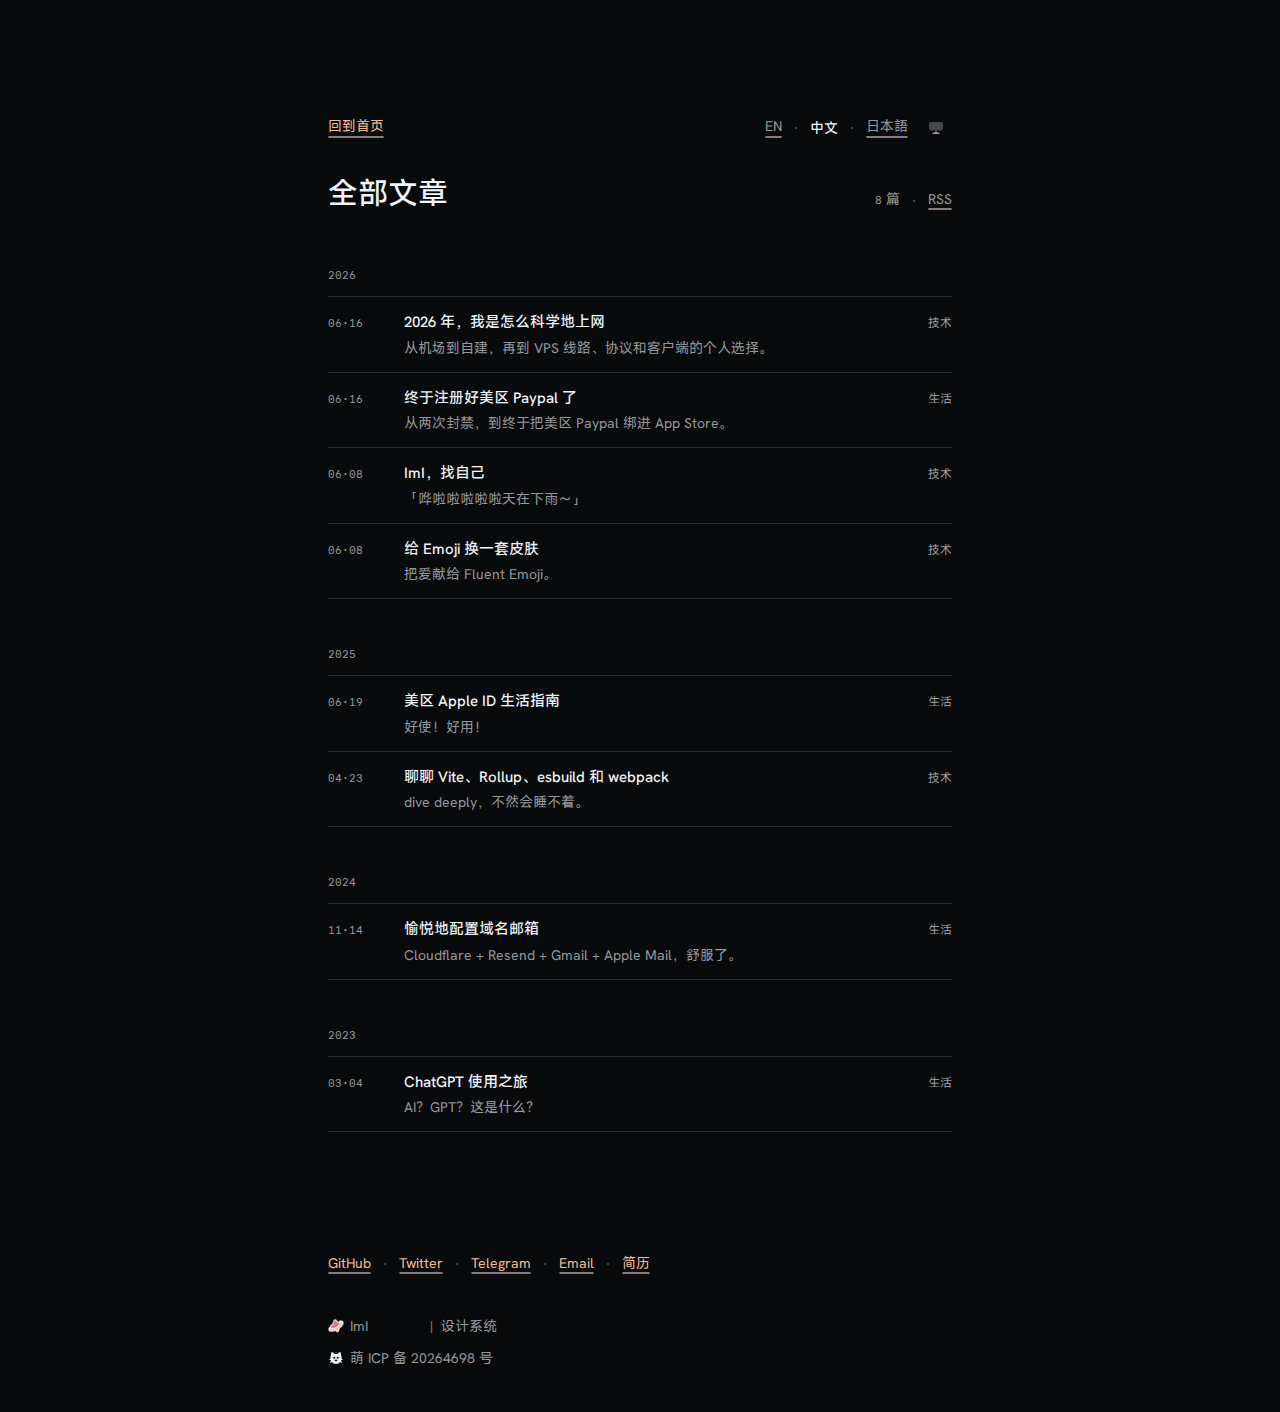 回到首页
EN · 中文 · 日本語
全部文章
8 篇 · RSS
2026
06·16 2026 年，我是怎么科学地上网 技术
从机场到自建，再到 VPS 线路、协议和客户端的个人选择。
06·16 终于注册好美区 Paypal 了 生活
从两次封禁，到终于把美区 Paypal 绑进 App Store。
06·08 ImI，找自己 技术
「哗啦啦啦啦啦天在下雨～」
06·08 给 Emoji 换一套皮肤 技术
把爱献给 Fluent Emoji。
2025
06·19 美区 Apple ID 生活指南 生活
好使！好用！
04·23 聊聊 Vite、Rollup、esbuild 和 webpack 技术
dive deeply，不然会睡不着。
2024
11·14 愉悦地配置域名邮箱 生活
Cloudflare + Resend + Gmail + Apple Mail，舒服了。
2023
03·04 ChatGPT 使用之旅 生活
AI？GPT？这是什么？
GitHub · Twitter · Telegram · Email · 简历
ImI | 设计系统
萌 ICP 备 20264698 号